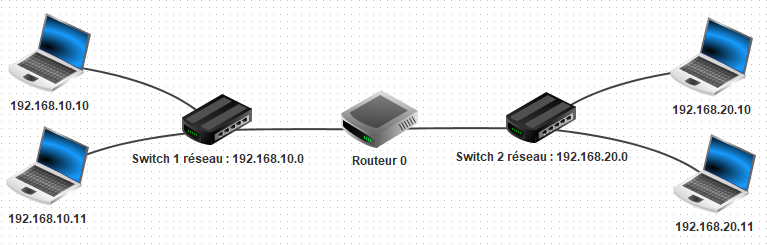 192.168.10.10
192.168.20.10
Switch 1 réseau : 192.168.10.0
Routeur 0
Switch 2 réseau : 192.168.20.0
192.168.10.11
192.168.20.11